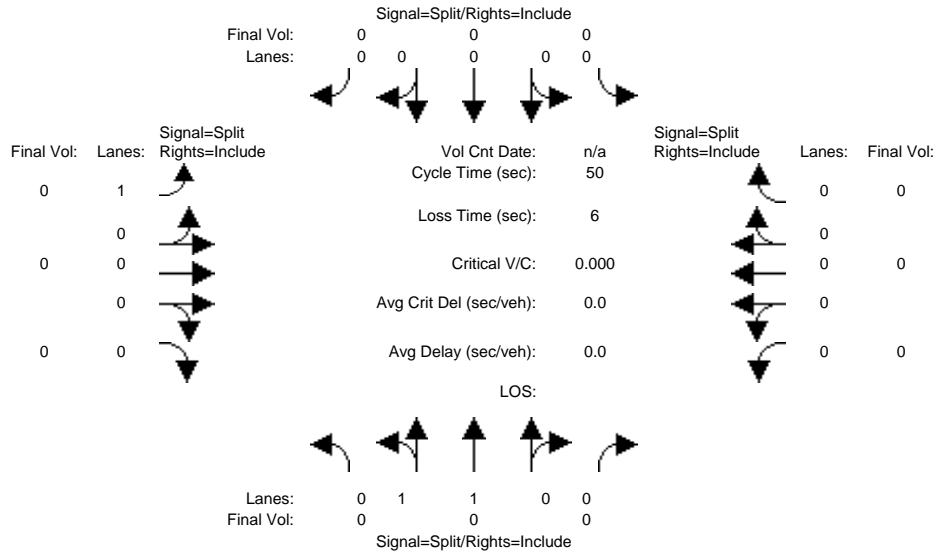 Signal=Split/Rights=Include
Final Vol: 0 0 0
Lanes: 0 0 0 0 0
Signal=Split
Final Vol: Lanes: Rights=Include
Vol Cnt Date: n/a
Signal=Split
Rights=Include Lanes: Final Vol:
Cycle Time (sec): 50
0 1
0 0
Loss Time (sec): 6
0
0
0 0
Critical V/C: 0.000
0 0
0
Avg Crit Del (sec/veh): 0.0
0
0 0
Avg Delay (sec/veh): 0.0
0 0
LOS:
Lanes: 0 1 1 0 0
Final Vol: 0 0 0
Signal=Split/Rights=Include